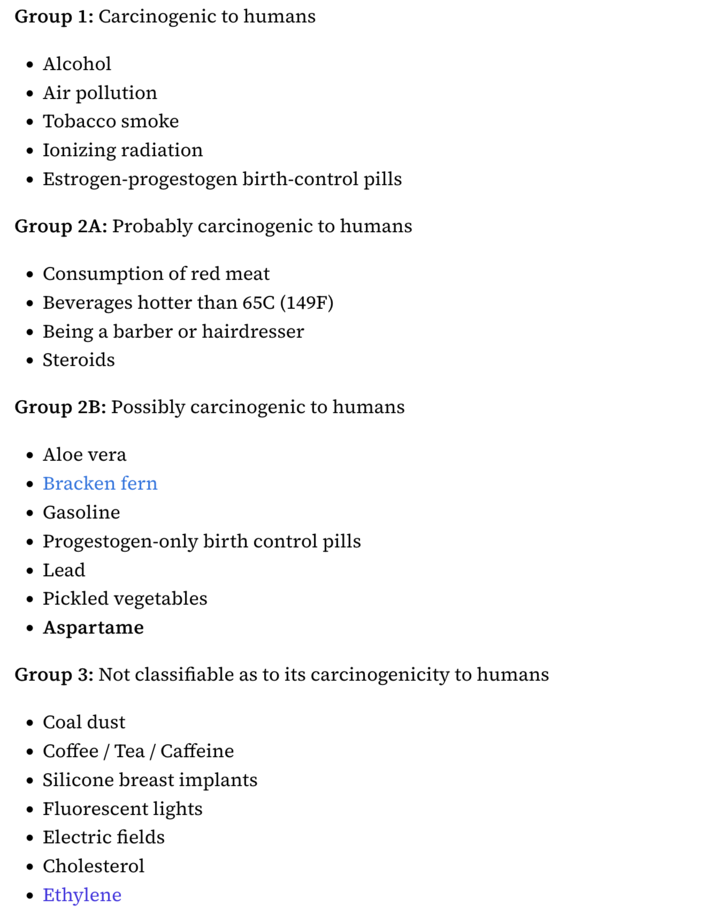 Group 1: Carcinogenic to humans
• Alcohol
• Air pollution
• Tobacco smoke
• Ionizing radiation
• Estrogen-progestogen birth-control pills
Group 2A: Probably carcinogenic to humans
• Consumption of red meat
• Beverages hotter than 65C (149F)
• Being a barber or hairdresser
• Steroids
Group 2B: Possibly carcinogenic to humans
• Aloe vera
• Bracken fern
• Gasoline
• Progestogen-only birth control pills
• Lead
• Pickled vegetables
• Aspartame
Group 3: Not classifiable as to its carcinogenicity to humans
• Coal dust
• Coffee / Tea / Caffeine
• Silicone breast implants
• Fluorescent lights
• Electric fields
• Cholesterol
• Ethylene